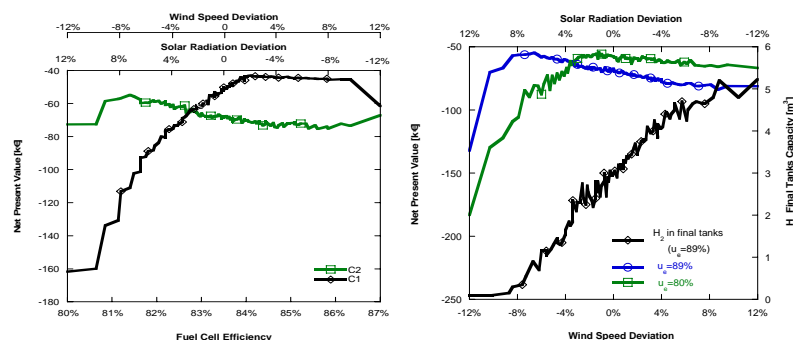 Wind Speed Deviation
-12% -8% -4% 0 4% 8% 12%
Solar Radiation Deviation
12% 8% 4% 0 -4% -8% -12%
Net Present Value [k€]
-40
-60
-80
-100
-120
-140
-160
-180
C2
C1
80% 81% 82% 83% 84% 85% 86% 87%
Fuel Cell Efficiency
Solar Radiation Deviation
12% 8% 4% 0% -4% -8% -12%
Net Present Value [k€]
-50
-100
-150
-200
-250
6
5
4
3
2
1
0
H Final Tanks Capacity [m³]
H₂ in final tanks
(uₑ=89%)
uₑ=89%
uₑ=80%
-12% -8% -4% 0% 4% 8% 12%
Wind Speed Deviation